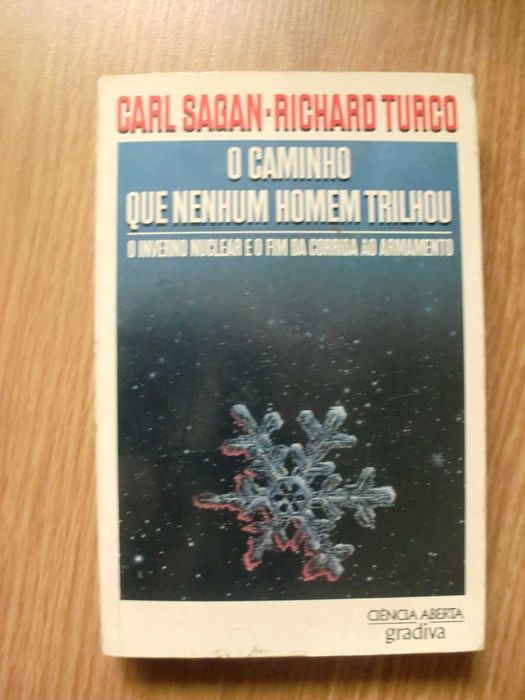 CARL SAGAN·RICHARD TURCO
O CAMINHO
QUE NENHUM HOMEM TRILHOU
O INVERNO NUCLEAR E O FIM DA CORRIDA AO ARMAMENTO
CIÊNCIA ABERTA
gradiva